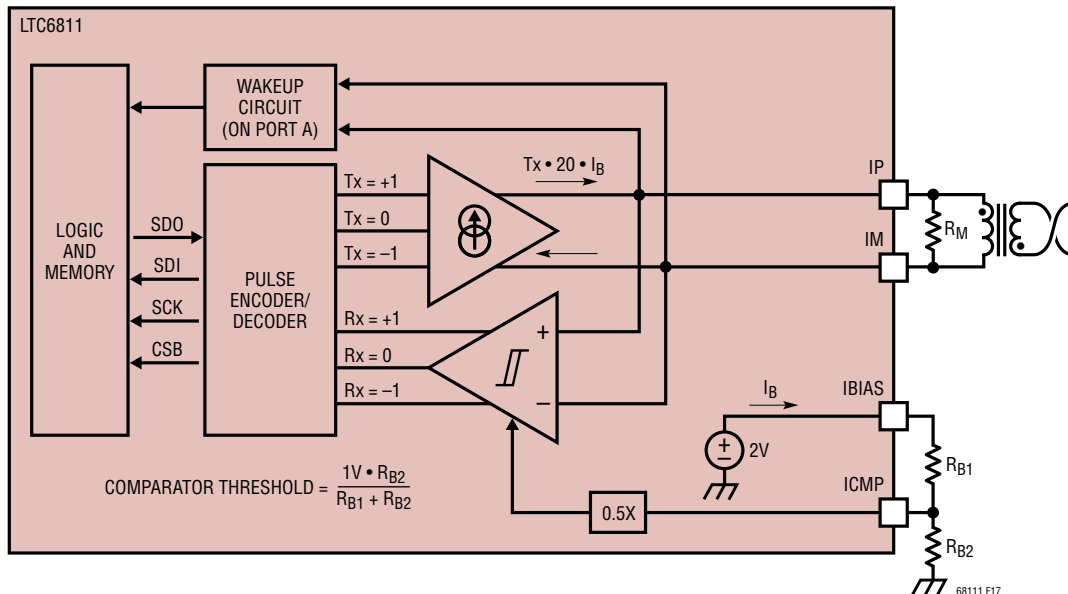 LTC6811
WAKEUP
CIRCUIT
(ON PORT A)
LOGIC
AND
MEMORY
SDO
SDI
SCK
CSB
PULSE
ENCODER/
DECODER
Tx = +1
Tx = 0
Tx = –1
Rx = +1
Rx = 0
Rx = –1
Tx • 20 • IB
+
–
IP
IM
RM
IB
IBIAS
+
–
2V
ICMP
0.5X
RB1
RB2
COMPARATOR THRESHOLD = 1V • RB2
RB1 + RB2
68111 F17